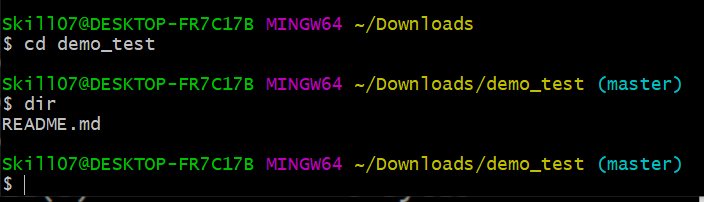 Skill07@DESKTOP-FR7C17B MINGW64 ~/Downloads
$ cd demo_test
Skill07@DESKTOP-FR7C17B MINGW64 ~/Downloads/demo_test (master)
$ dir
README.md
Skill07@DESKTOP-FR7C17B MINGW64 ~/Downloads/demo_test (master)
$